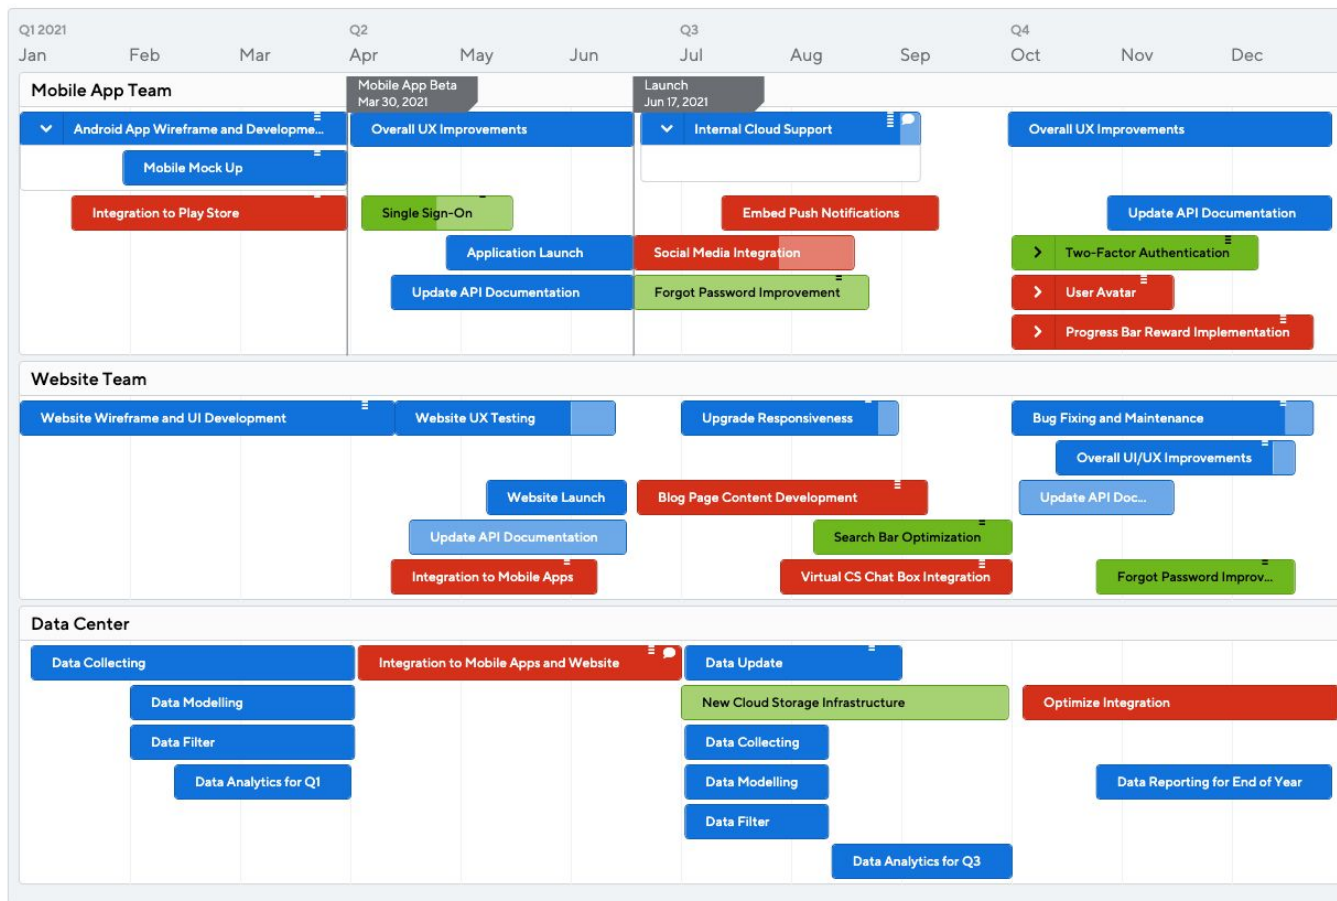 Q1 2021 Q2 Q3 Q4
Jan Feb Mar Apr May Jun Jul Aug Sep Oct Nov Dec
Mobile App Team
Mobile App Beta
Mar 30, 2021
Launch
Jun 17, 2021
Android App Wireframe and Developme... Overall UX Improvements Internal Cloud Support Overall UX Improvements
Mobile Mock Up
Integration to Play Store Single Sign-On Embed Push Notifications Update API Documentation
Application Launch Social Media Integration Two-Factor Authentication
Update API Documentation Forgot Password Improvement User Avatar
Progress Bar Reward Implementation
Website Team
Website Wireframe and UI Development Website UX Testing Upgrade Responsiveness Bug Fixing and Maintenance
Overall UI/UX Improvements
Website Launch Blog Page Content Development Update API Doc...
Update API Documentation Search Bar Optimization
Integration to Mobile Apps Virtual CS Chat Box Integration Forgot Password Improv...
Data Center
Data Collecting Integration to Mobile Apps and Website Data Update
Data Modelling New Cloud Storage Infrastructure Optimize Integration
Data Filter Data Collecting
Data Analytics for Q1 Data Modelling Data Reporting for End of Year
Data Filter
Data Analytics for Q3